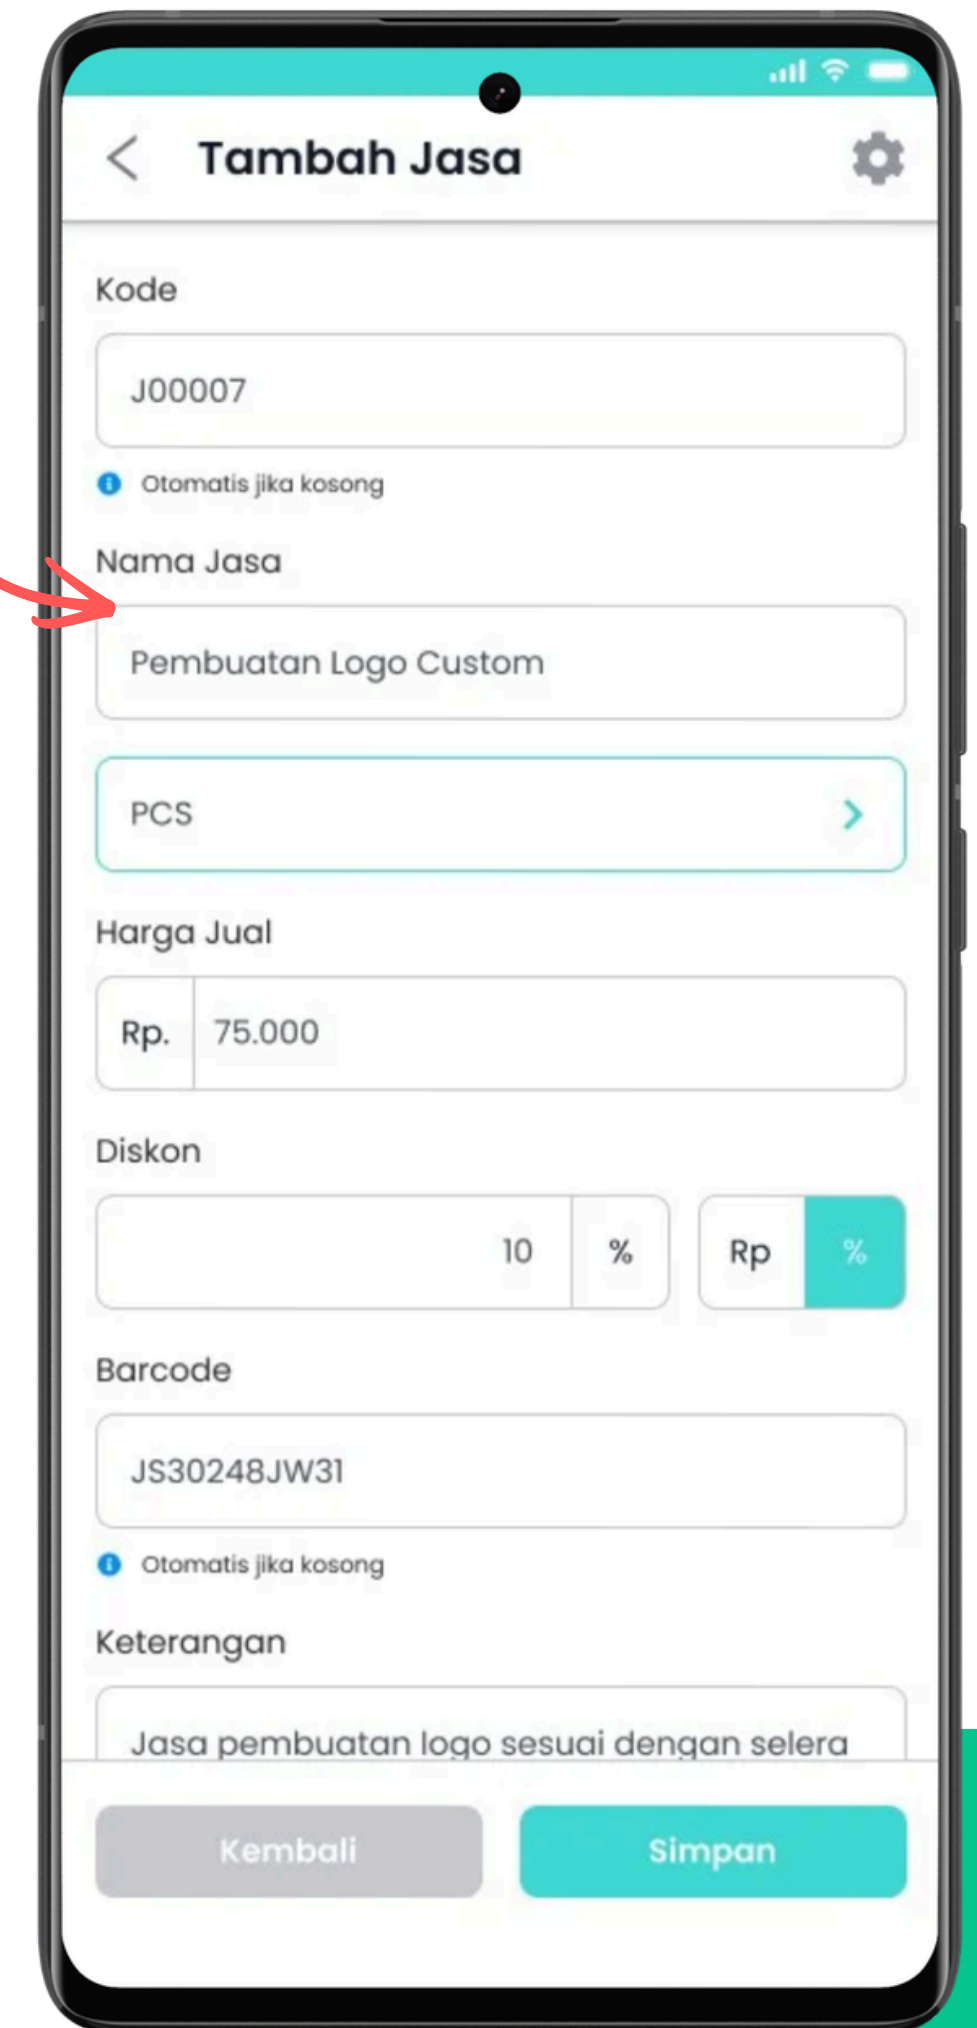 Tambah Jasa
Kode
J00007
Otomatis jika kosong
Nama Jasa
Pembuatan Logo Custom
PCS
Harga Jual
Rp. 75.000
Diskon
10 % Rp %
Barcode
JS30248JW31
Otomatis jika kosong
Keterangan
Jasa pembuatan logo sesuai dengan selera
Kembali Simpan